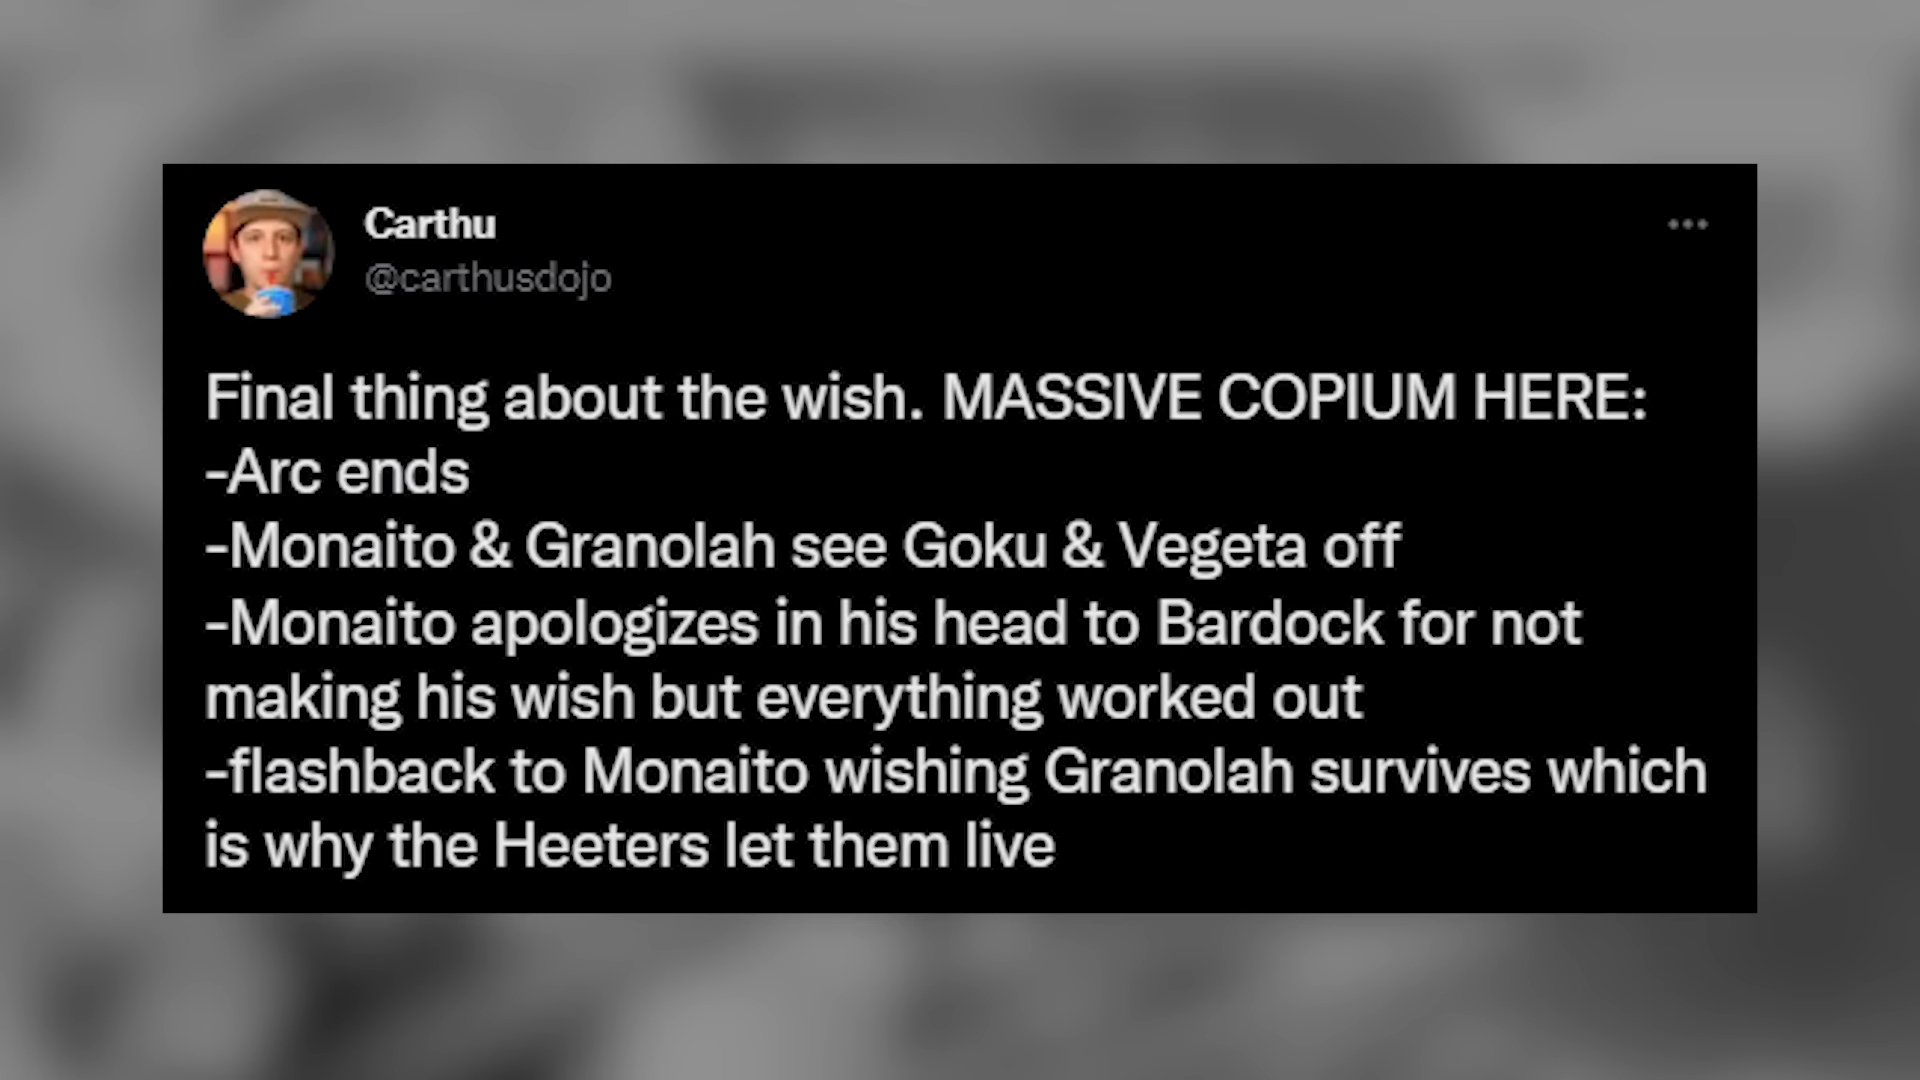 Carthu
@carthusdojo
Final thing about the wish. MASSIVE COPIUM HERE:
-Arc ends
-Monaito & Granolah see Goku & Vegeta off
-Monaito apologizes in his head to Bardock for not
making his wish but everything worked out
-flashback to Monaito wishing Granolah survives which
is why the Heeters let them live